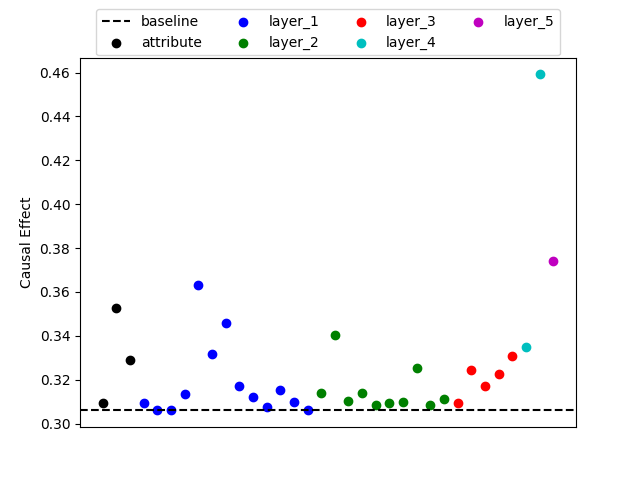 baseline
attribute
layer_1
layer_2
layer_3
layer_4
layer_5
0.46
0.44
0.42
0.40
0.38
0.36
0.34
0.32
0.30
Causal Effect